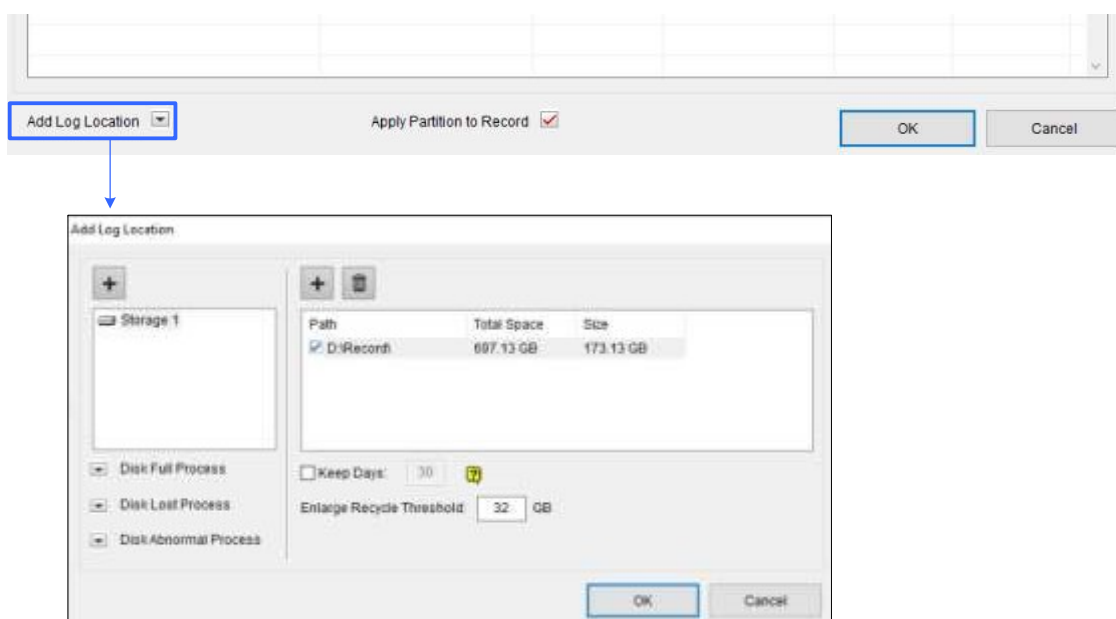 Add Log Location Apply Partition to Record OK Cancel
Add Log Location
Storage 1
Path Total Space Size
D:\Record\ 697.13 GB 173.13 GB
Disk Full Process
Disk Lost Process
Disk Abnormal Process
Keep Days: 30
Enlarge Recycle Threshold 32 GB
OK Cancel